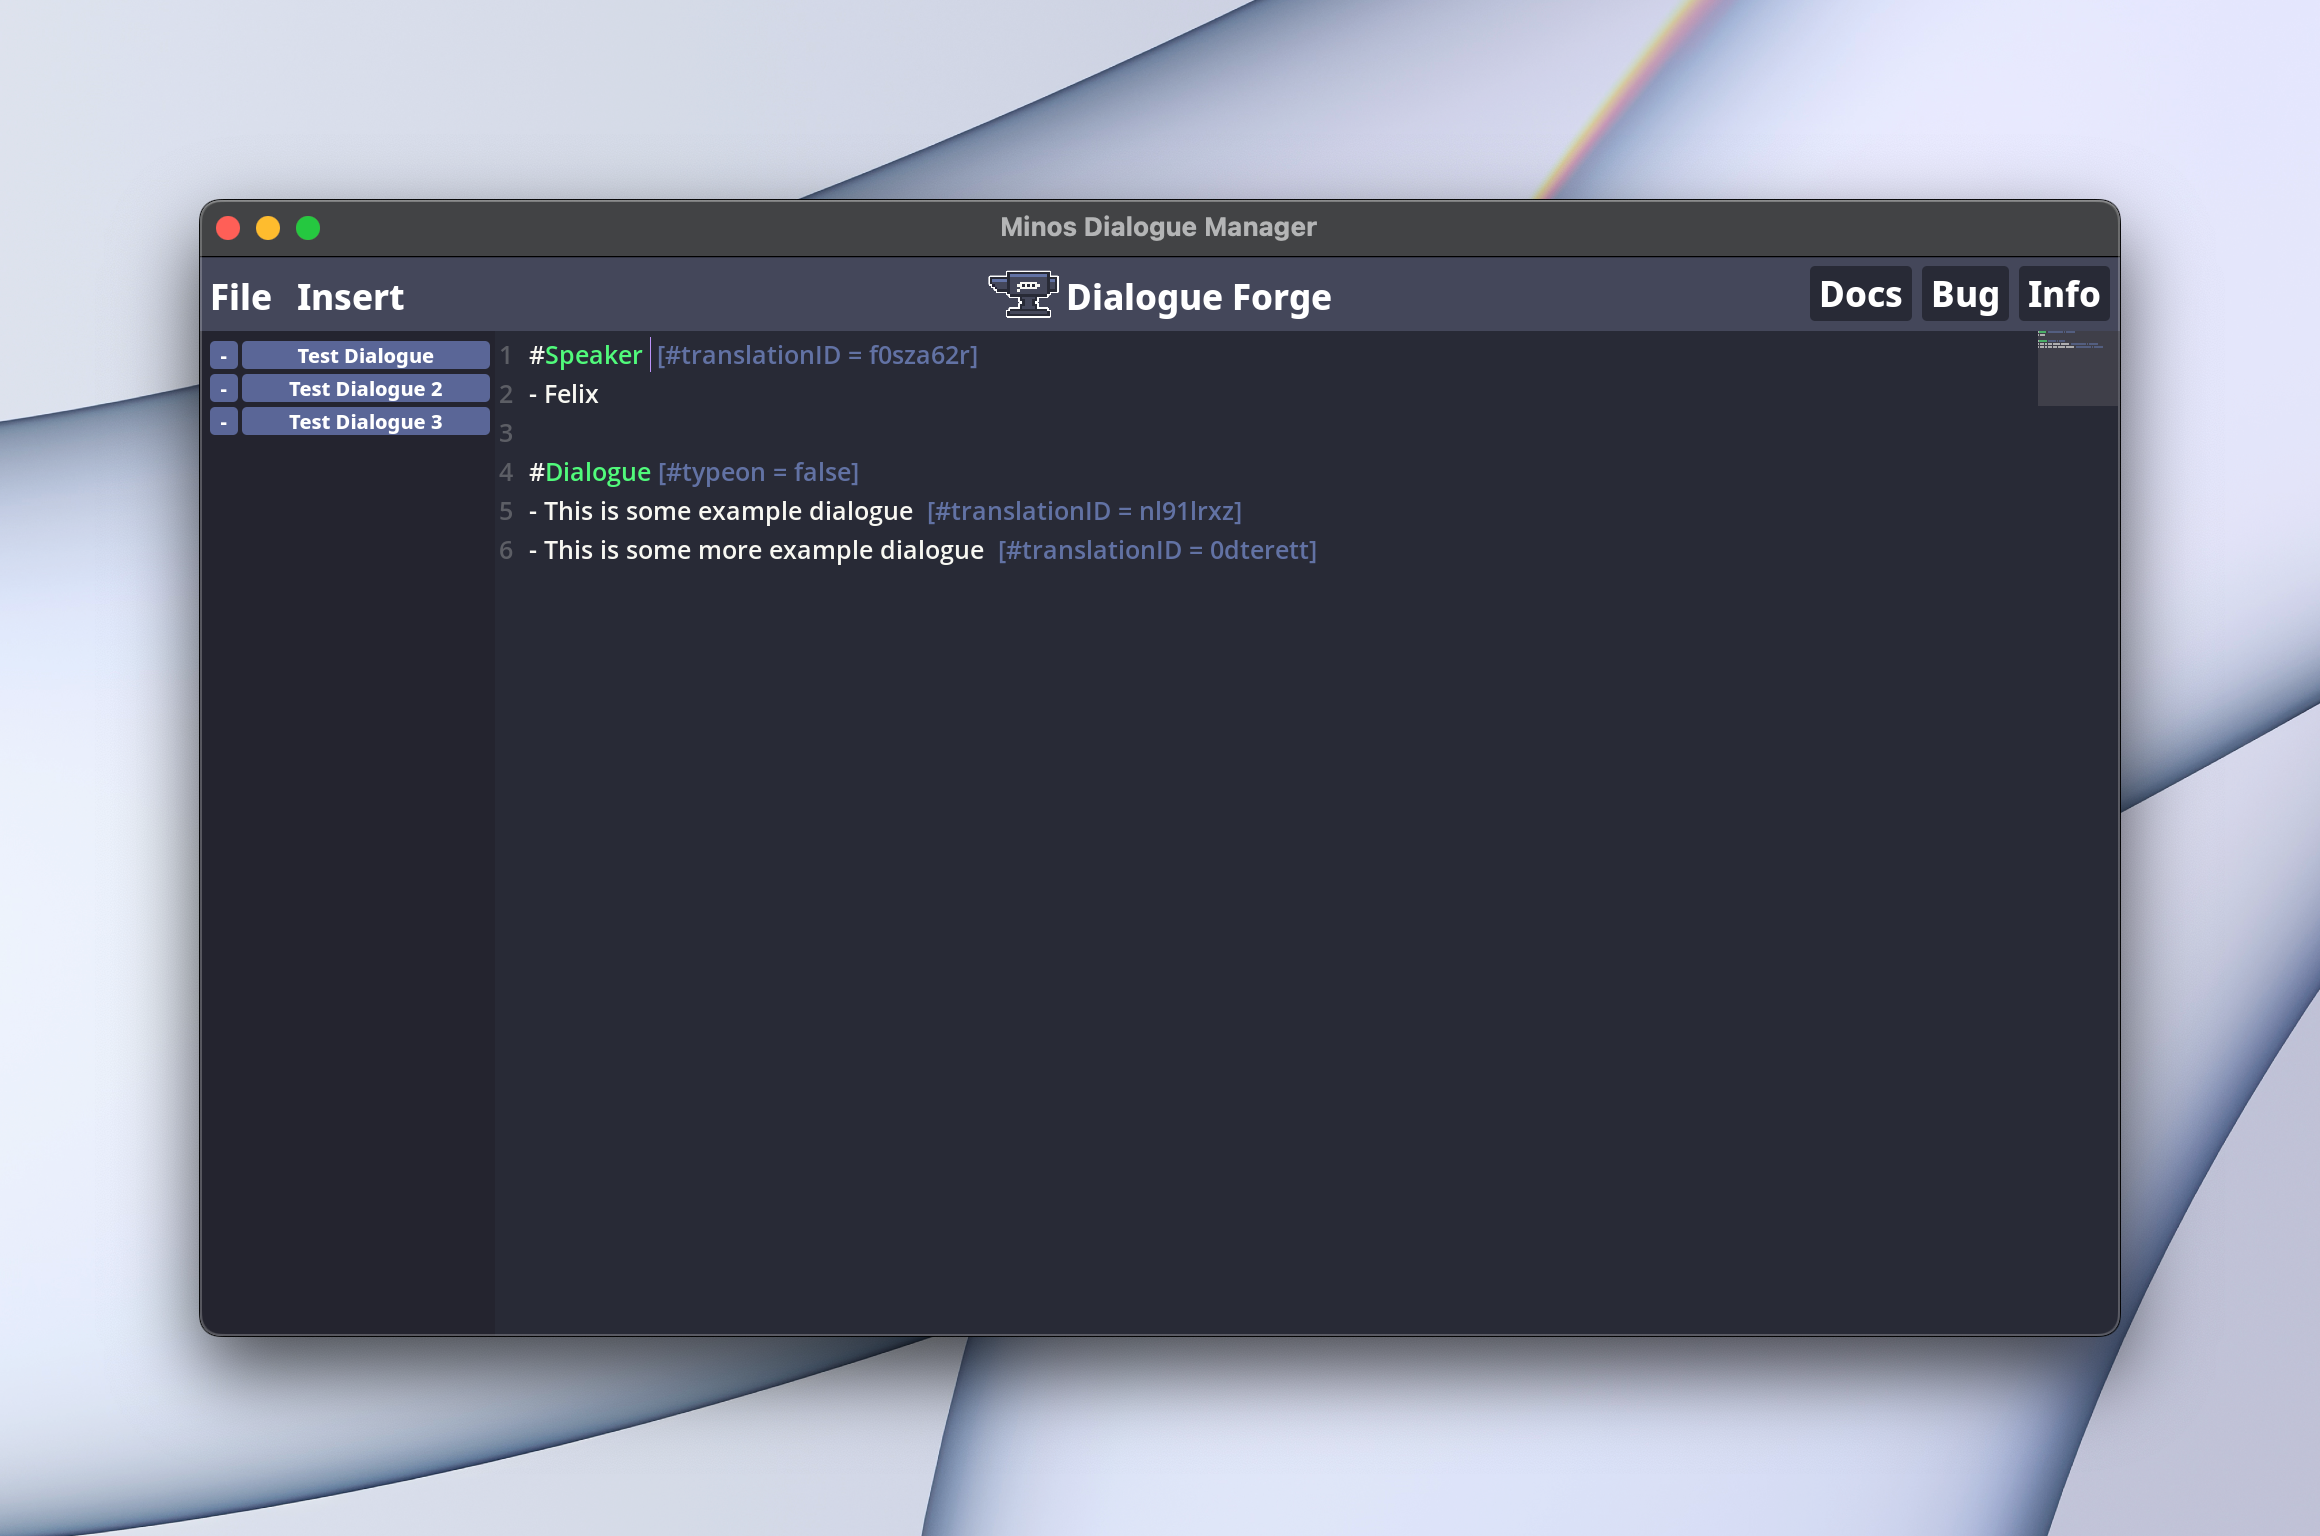 Minos Dialogue Manager
File Insert Dialogue Forge Docs Bug Info
- Test Dialogue
- Test Dialogue 2
- Test Dialogue 3
1 #Speaker [#translationID = f0sza62r]
2 - Felix
3
4 #Dialogue [#typeon = false]
5 - This is some example dialogue [#translationID = nl91lrxz]
6 - This is some more example dialogue [#translationID = 0dterett]